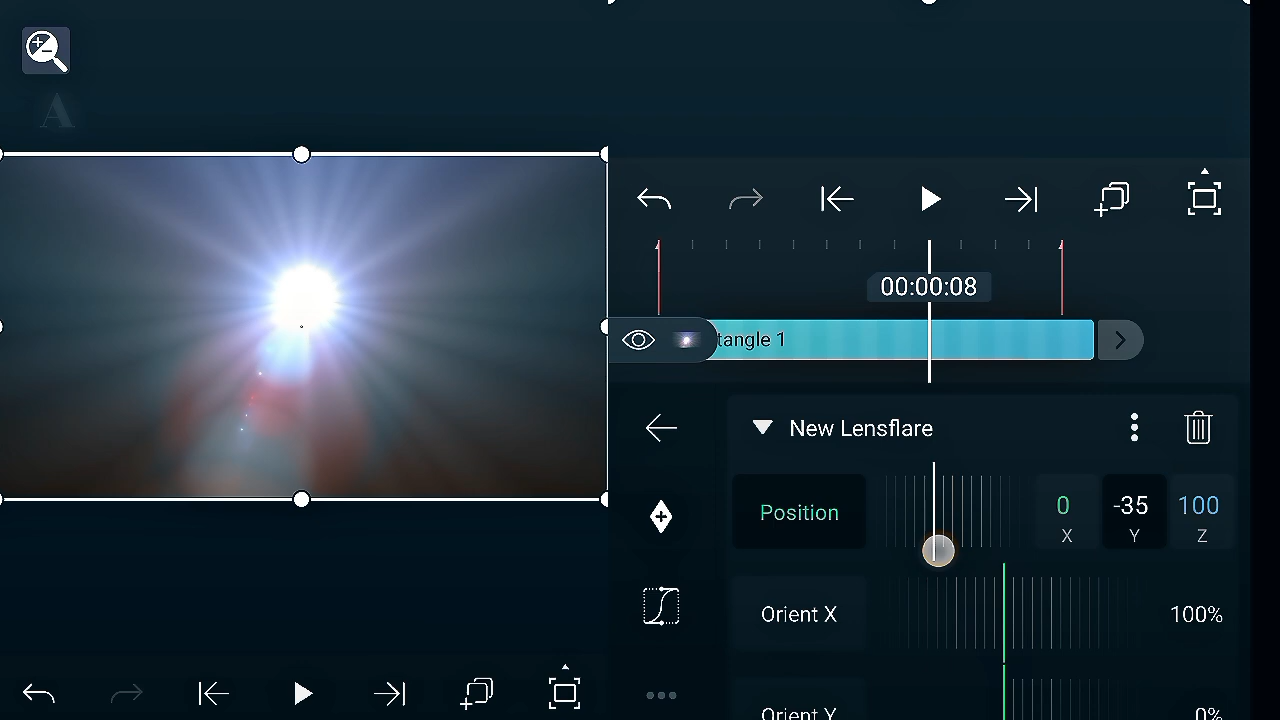 A
00:00:08
tangle 1
New Lensflare
Position
0
-35
100
X
Y
Z
Orient X
100%
Orient Y
0%